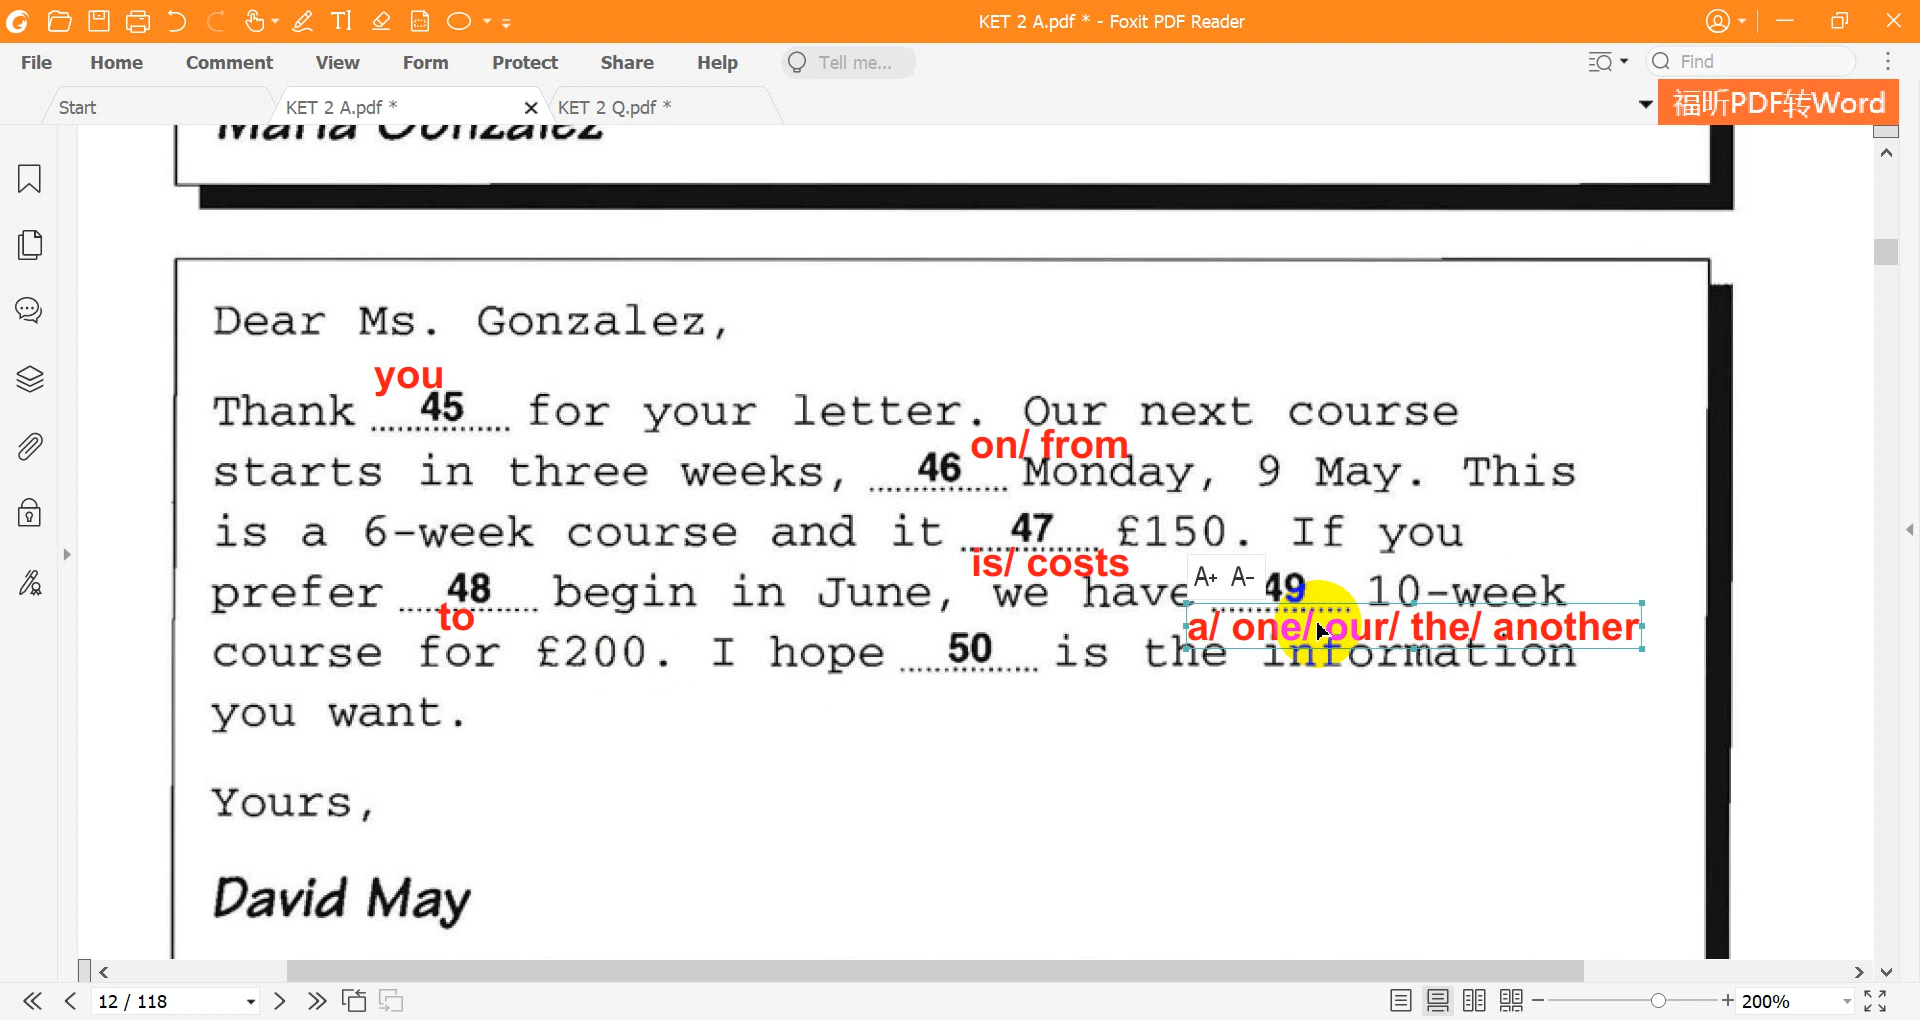 KET 2 A.pdf * - Foxit PDF Reader
File Home Comment View Form Protect Share Help Tell me... Find
Start KET 2 A.pdf * KET 2 Q.pdf * 福昕PDF转Word
Maria Gonzalez
Dear Ms. Gonzalez,
you
Thank 45 for your letter. Our next course
on/ from
starts in three weeks, 46 Monday, 9 May. This
is a 6-week course and it 47 £150. If you
is/ costs
A+ A-
prefer 48 begin in June, we have 49 10-week
to
a/ one/ our/ the/ another
course for £200. I hope 50 is the information
you want.
Yours,
David May
12 / 118 200%